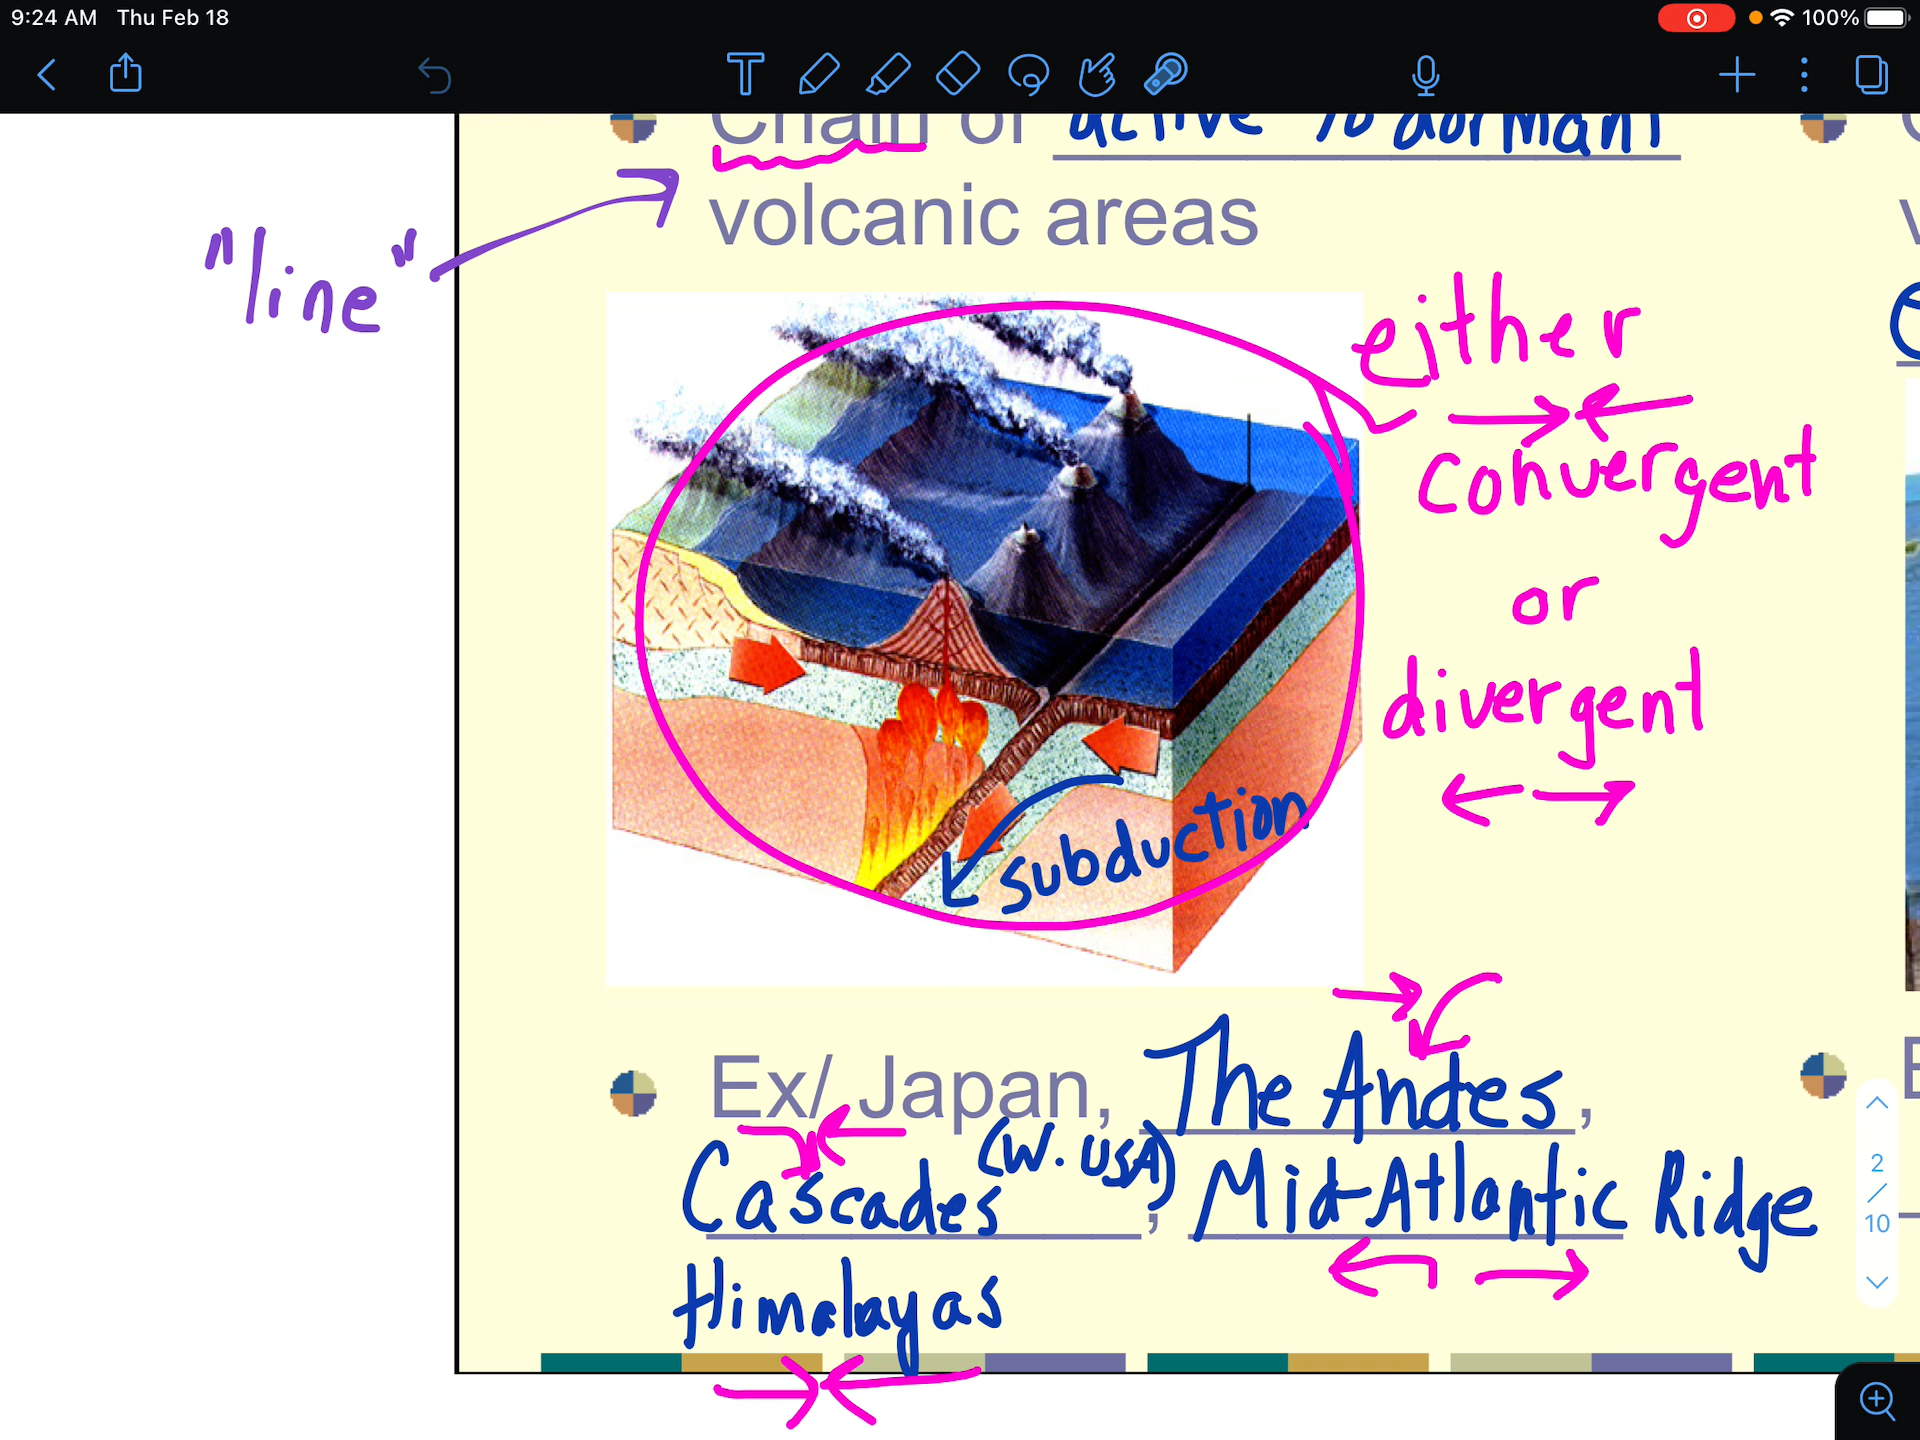 9:24 AM Thu Feb 18
100%
Chain of active % dormant
volcanic areas
"line"
either
convergent
or
divergent
subduction
Ex/ Japan, The Andes,
Cascades (W. USA), Mid-Atlantic Ridge
Himalayas
2
/
10